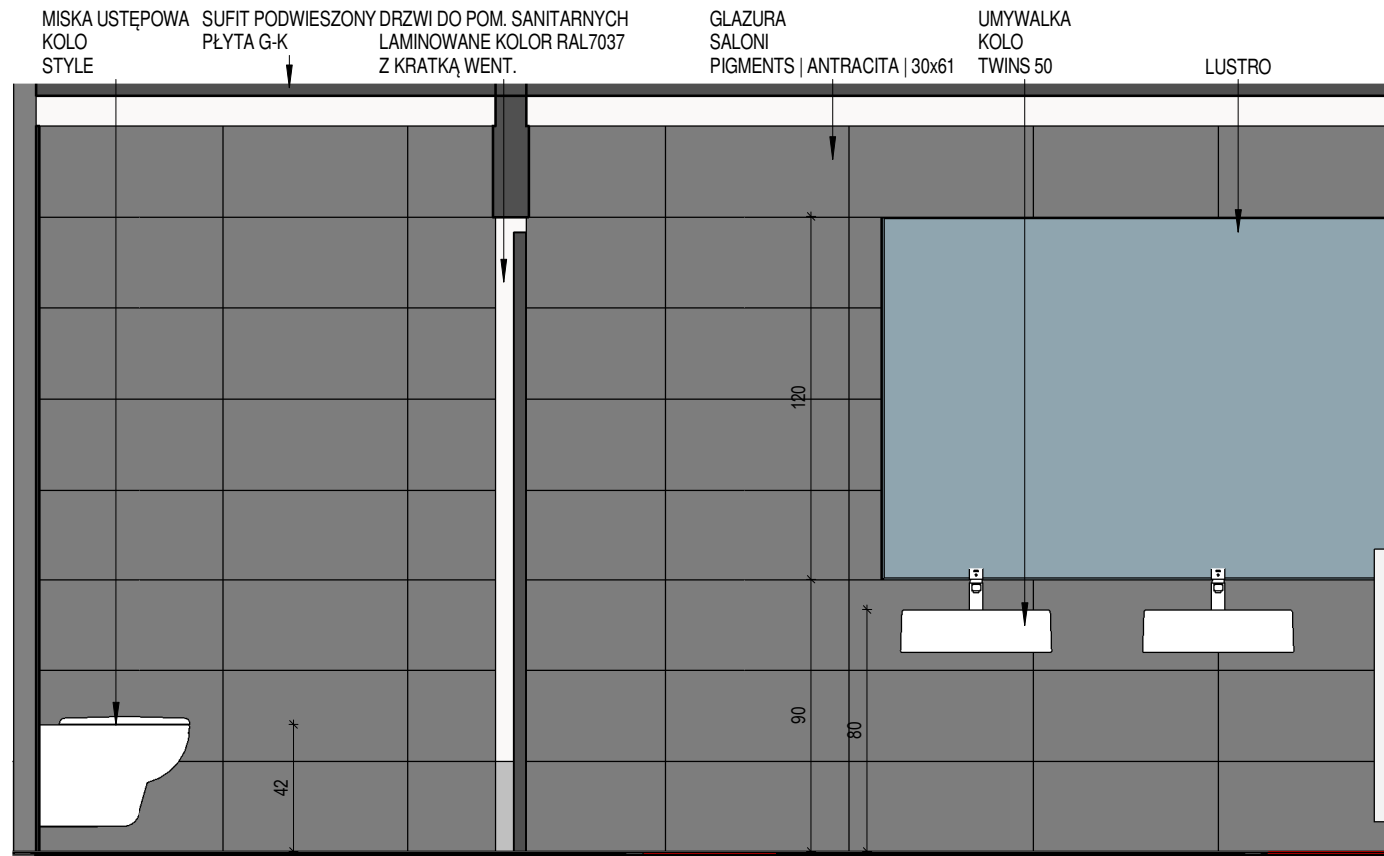 MISKA USTĘPOWA
KOLO
STYLE
SUFIT PODWIESZONY
PŁYTA G-K
DRZWI DO POM. SANITARNYCH
LAMINOWANE KOLOR RAL7037
Z KRATKĄ WENT.
GLAZURA
SALONI
PIGMENTS | ANTRACITA | 30x61
UMYWALKA
KOLO
TWINS 50
LUSTRO
120
90
80
42